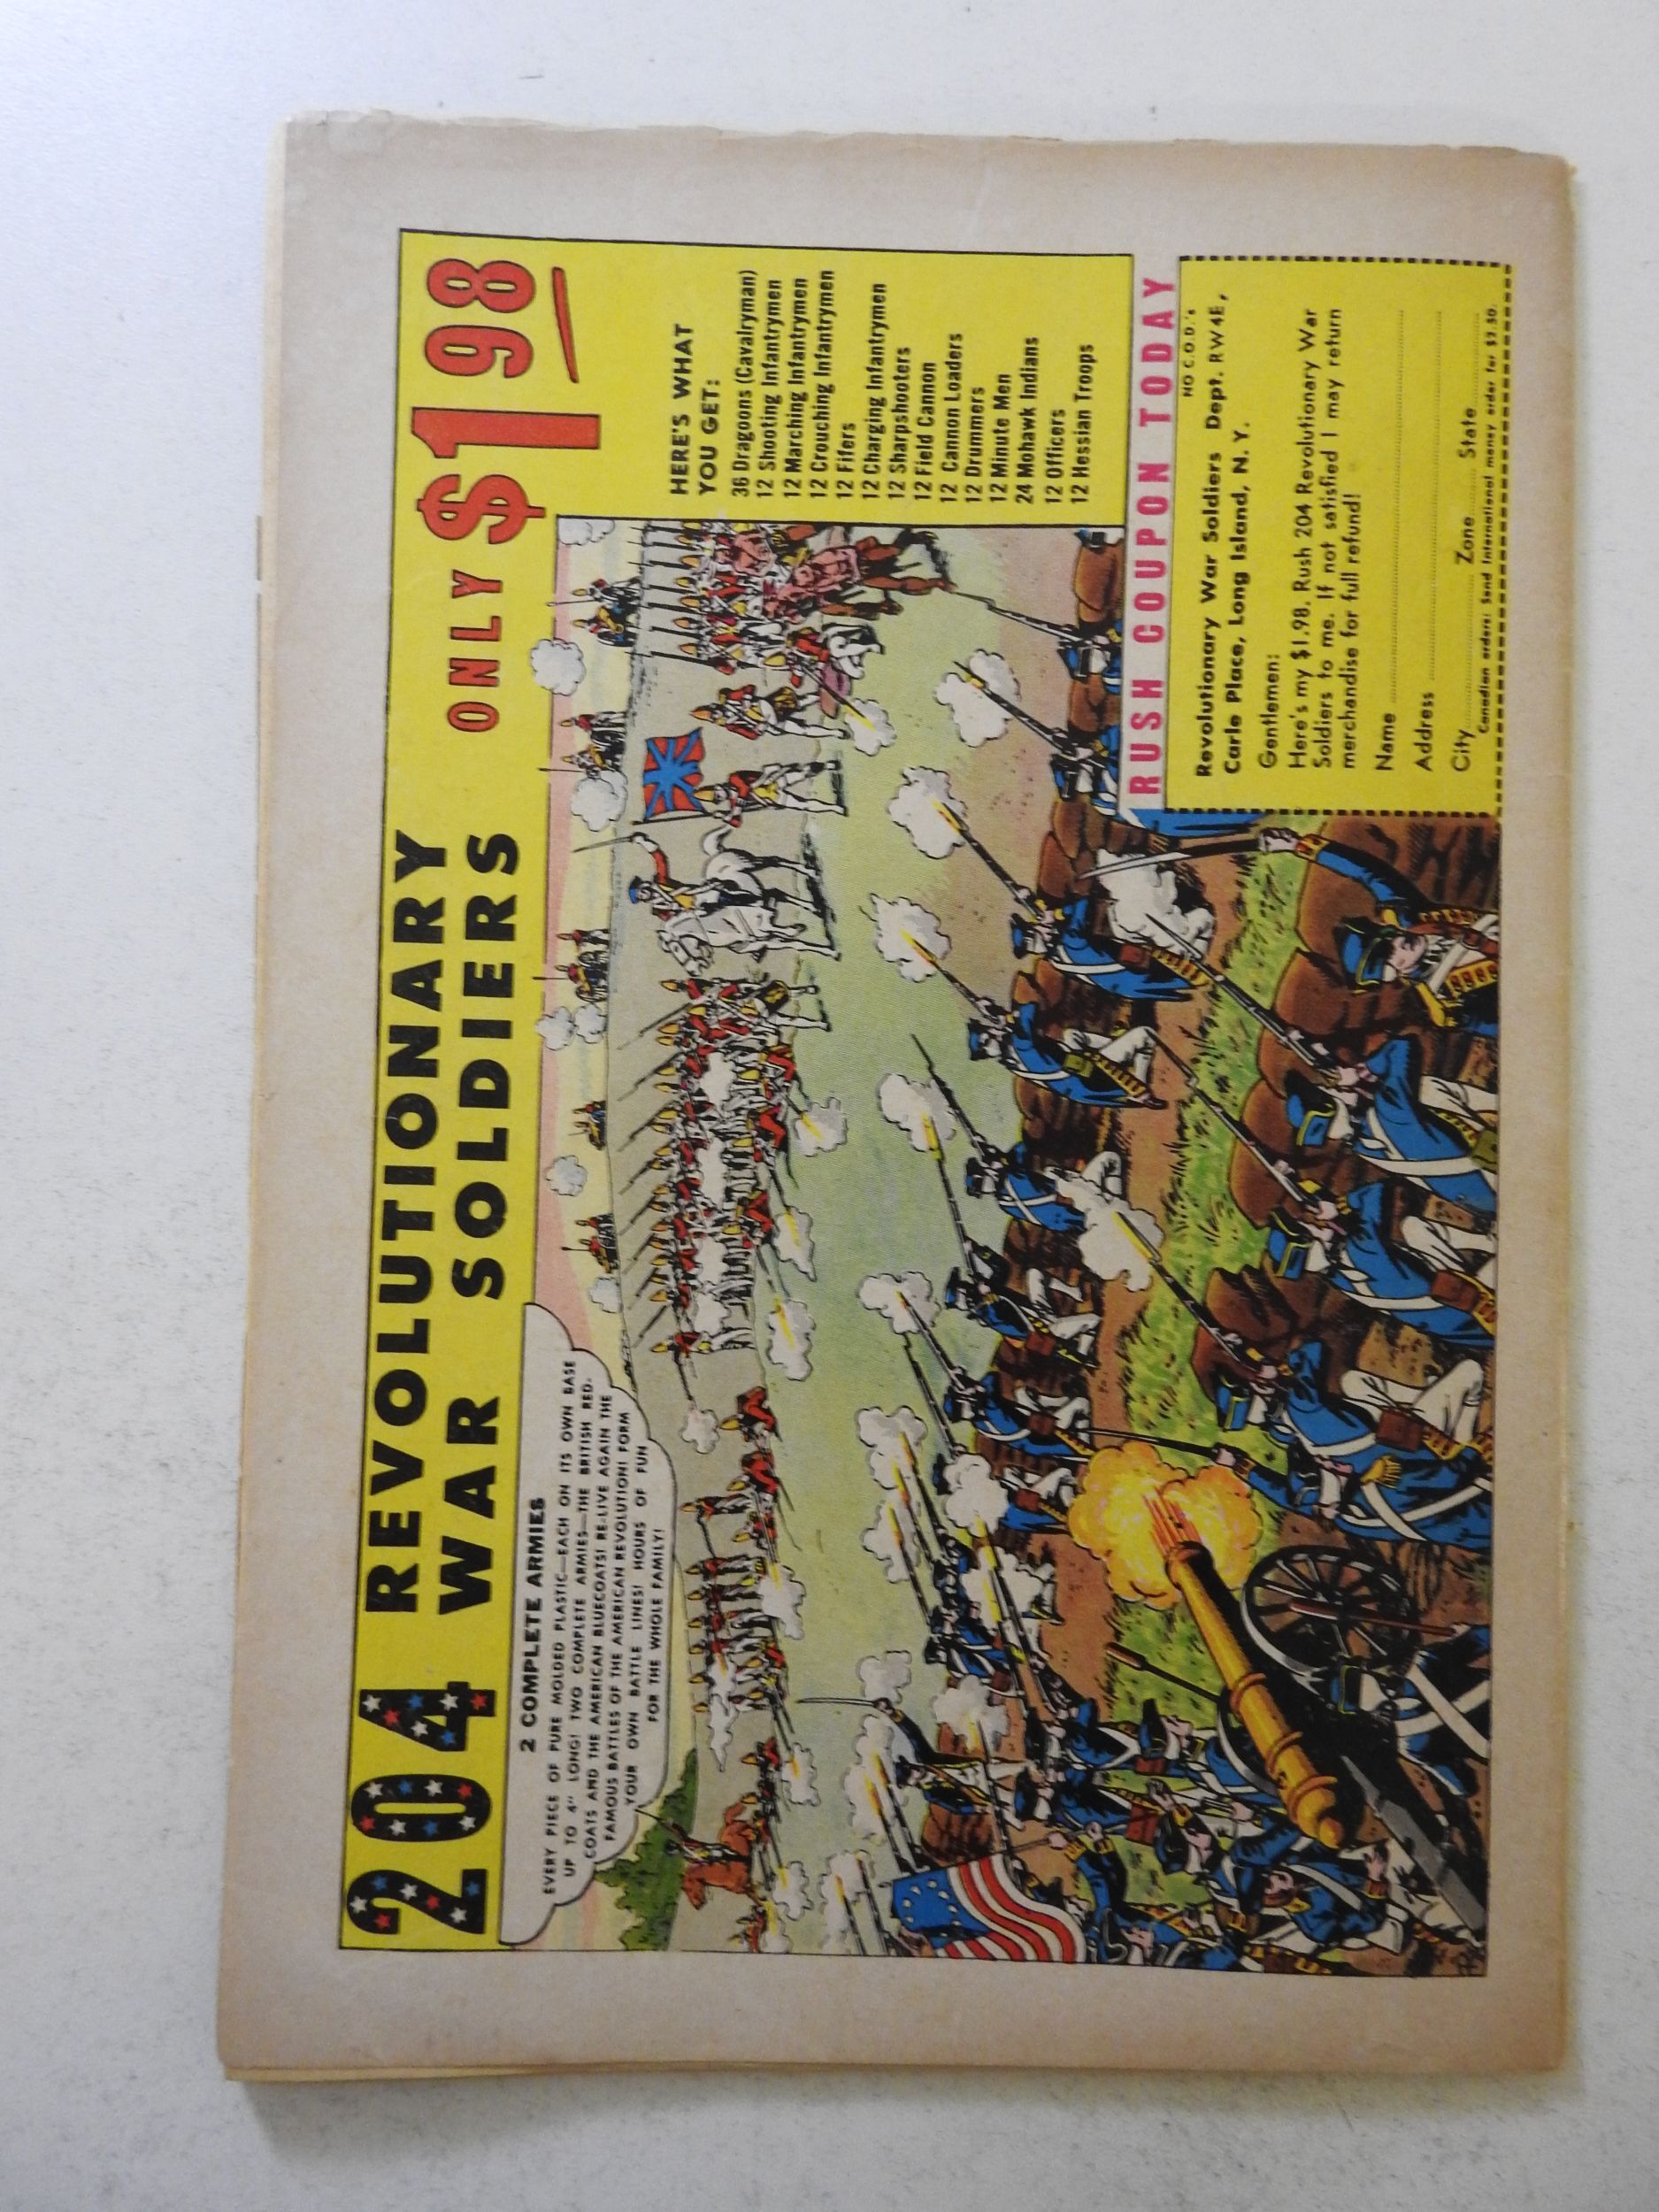 204 REVOLUTIONARY
WAR SOLDIERS
ONLY $198
2 COMPLETE ARMIES
EVERY PIECE OF PURE MOLDED PLASTIC—EACH ON ITS OWN BASE
UP TO 4" LONG! TWO COMPLETE ARMIES—THE BRITISH RED-
COATS AND THE AMERICAN BLUECOATS! RE-LIVE AGAIN THE
FAMOUS BATTLES OF THE AMERICAN REVOLUTION! FORM
YOUR OWN BATTLE LINES! HOURS OF FUN
FOR THE WHOLE FAMILY!
HERE'S WHAT
YOU GET:
36 Dragoons (Cavalryman)
12 Shooting Infantrymen
12 Marching Infantrymen
12 Crouching Infantrymen
12 Fifers
12 Charging Infantrymen
12 Sharpshooters
12 Field Cannon
12 Cannon Loaders
12 Drummers
12 Minute Men
24 Mohawk Indians
12 Officers
12 Hessian Troops
RUSH COUPON TODAY
NO C.O.D.'s
Revolutionary War Soldiers Dept. RW4E,
Carle Place, Long Island, N. Y.
Gentlemen:
Here's my $1.98. Rush 204 Revolutionary War
Soldiers to me. If not satisfied I may return
merchandise for full refund!
Name
Address
City Zone State
Canadian orders: Send International money order for $2.50.